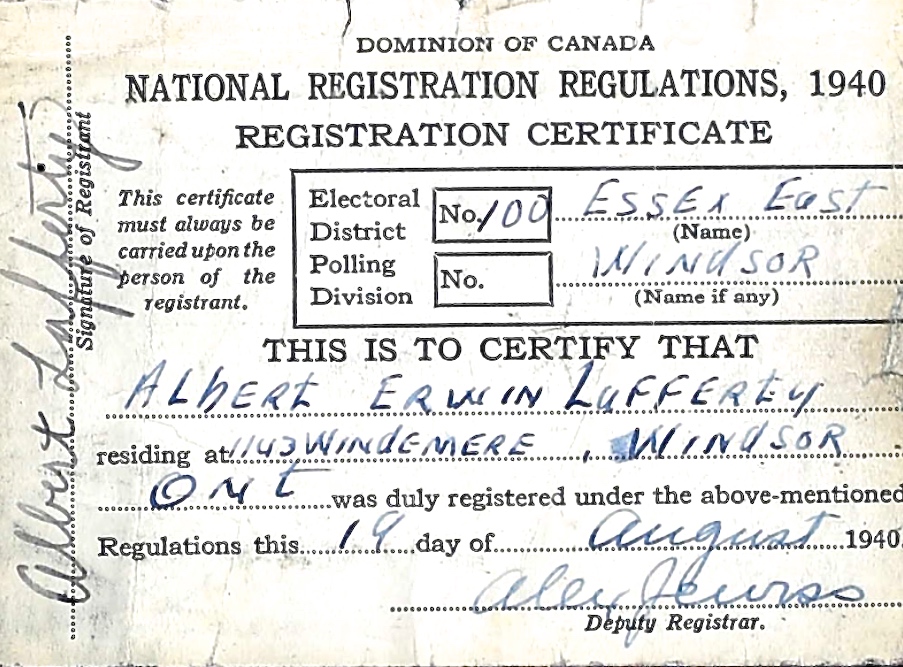 DOMINION OF CANADA
NATIONAL REGISTRATION REGULATIONS, 1940
REGISTRATION CERTIFICATE
This certificate
must always be
carried upon the
person of the
registrant.
Electoral
District
No. 100
Essex East
(Name)
Polling
Division
No.
Windsor
(Name if any)
THIS IS TO CERTIFY THAT
Albert Erwin Lafferty
residing at 1143 Windemere, Windsor
Ont was duly registered under the above-mentioned
Regulations this 19 day of August 1940.
Alex
Deputy Registrar.
Albert Lafferty
Signature of Registrant